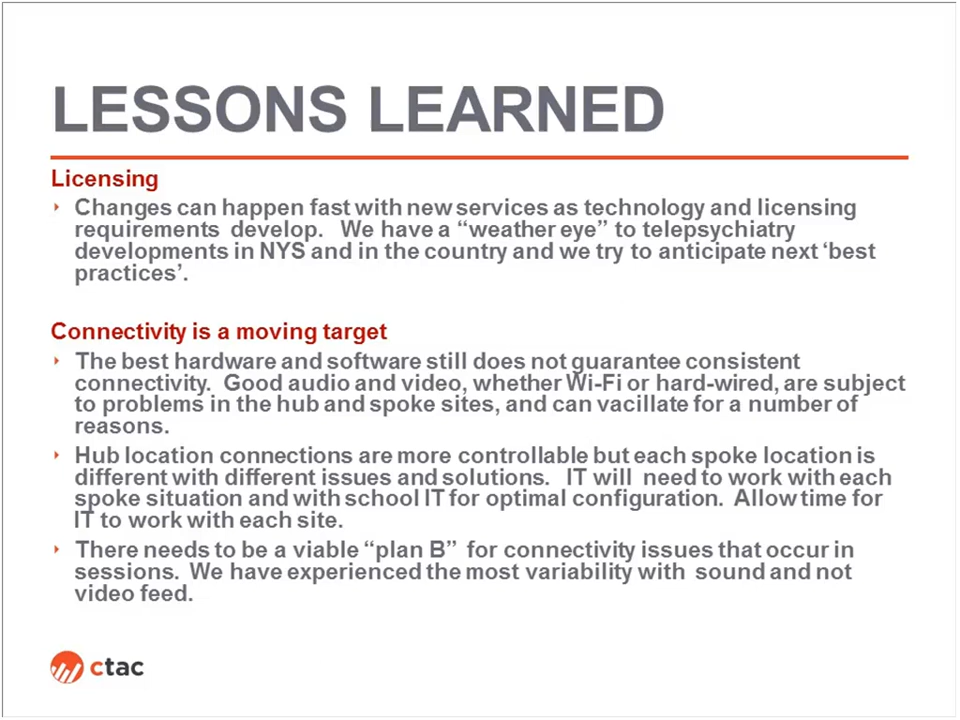 LESSONS LEARNED
Licensing
‣ Changes can happen fast with new services as technology and licensing
requirements develop. We have a “weather eye” to telepsychiatry
developments in NYS and in the country and we try to anticipate next ‘best
practices’.
Connectivity is a moving target
‣ The best hardware and software still does not guarantee consistent
connectivity. Good audio and video, whether Wi-Fi or hard-wired, are subject
to problems in the hub and spoke sites, and can vacillate for a number of
reasons.
‣ Hub location connections are more controllable but each spoke location is
different with different issues and solutions. IT will need to work with each
spoke situation and with school IT for optimal configuration. Allow time for
IT to work with each site.
‣ There needs to be a viable “plan B” for connectivity issues that occur in
sessions. We have experienced the most variability with sound and not
video feed.
ctac